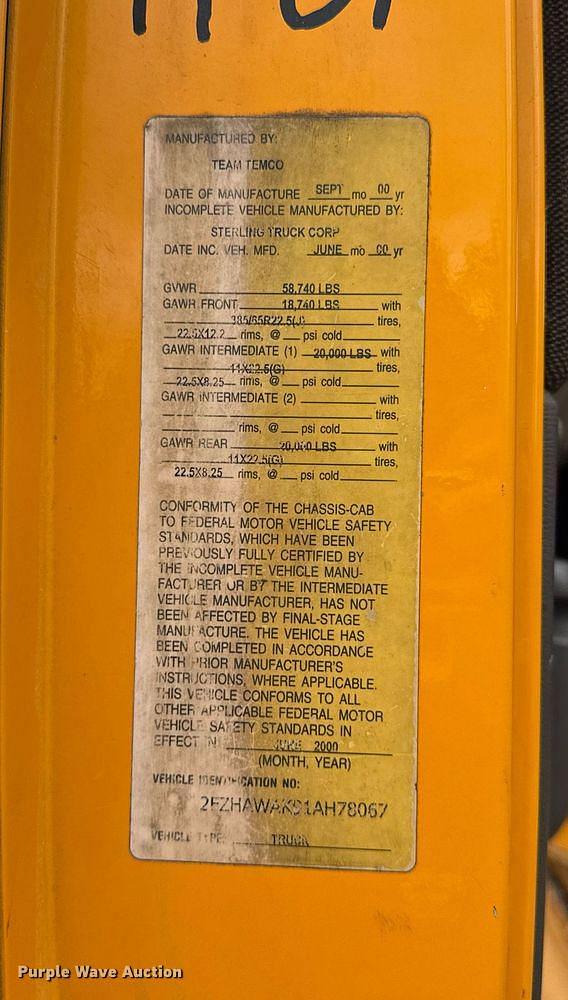 MANUFACTURED BY:
TEAM TEMCO
DATE OF MANUFACTURE SEPT mo 00 yr
INCOMPLETE VEHICLE MANUFACTURED BY:
STERLING TRUCK CORP
DATE INC. VEH. MFD. JUNE mo 00 yr
GVWR 58,740 LBS
GAWR FRONT 18,740 LBS with
385/65R22.5(J) tires,
22.5X12.2 rims, @ psi cold
GAWR INTERMEDIATE (1) 20,000 LBS with
11X22.5(G) tires,
22.5X8.25 rims, @ psi cold
GAWR INTERMEDIATE (2) with
tires,
rims, @ psi cold
GAWR REAR 20,000 LBS with
11X22.5(G) tires,
22.5X8.25 rims, @ psi cold
CONFORMITY OF THE CHASSIS-CAB
TO FEDERAL MOTOR VEHICLE SAFETY
STANDARDS, WHICH HAVE BEEN
PREVIOUSLY FULLY CERTIFIED BY
THE INCOMPLETE VEHICLE MANU-
FACTURER OR BY THE INTERMEDIATE
VEHICLE MANUFACTURER, HAS NOT
BEEN AFFECTED BY FINAL-STAGE
MANUFACTURE. THE VEHICLE HAS
BEEN COMPLETED IN ACCORDANCE
WITH PRIOR MANUFACTURER'S
INSTRUCTIONS, WHERE APPLICABLE.
THIS VEHICLE CONFORMS TO ALL
OTHER APPLICABLE FEDERAL MOTOR
VEHICLE SAFETY STANDARDS IN
EFFECT IN JUNE 2000
(MONTH, YEAR)
VEHICLE IDENTIFICATION NO:
2FZHAWAK91AH78067
VEHICLE TYPE: TRUCK
Purple Wave Auction